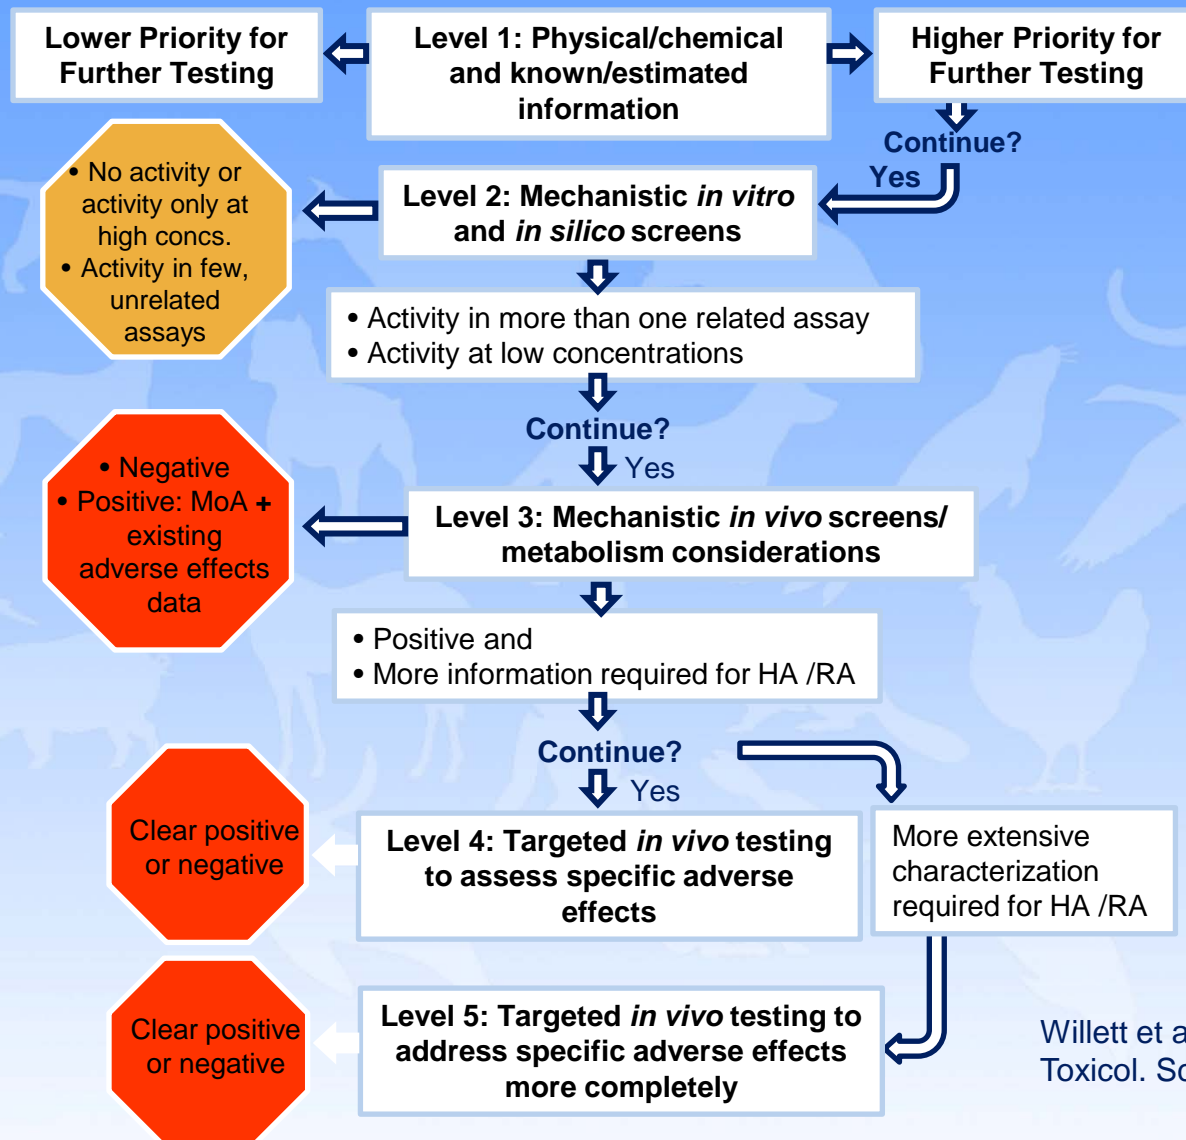 Lower Priority for
Further Testing
Level 1: Physical/chemical
and known/estimated
information
Higher Priority for
Further Testing
Continue?
Yes
• No activity or
activity only at
high concs.
• Activity in few,
unrelated
assays
Level 2: Mechanistic in vitro
and in silico screens
• Activity in more than one related assay
• Activity at low concentrations
Continue?
Yes
• Negative
• Positive: MoA +
existing
adverse effects
data
Level 3: Mechanistic in vivo screens/
metabolism considerations
• Positive and
• More information required for HA /RA
Continue?
Yes
Clear positive
or negative
Level 4: Targeted in vivo testing
to assess specific adverse
effects
More extensive
characterization
required for HA /RA
Clear positive
or negative
Level 5: Targeted in vivo testing to
address specific adverse effects
more completely
Willett et a
Toxicol. Sc